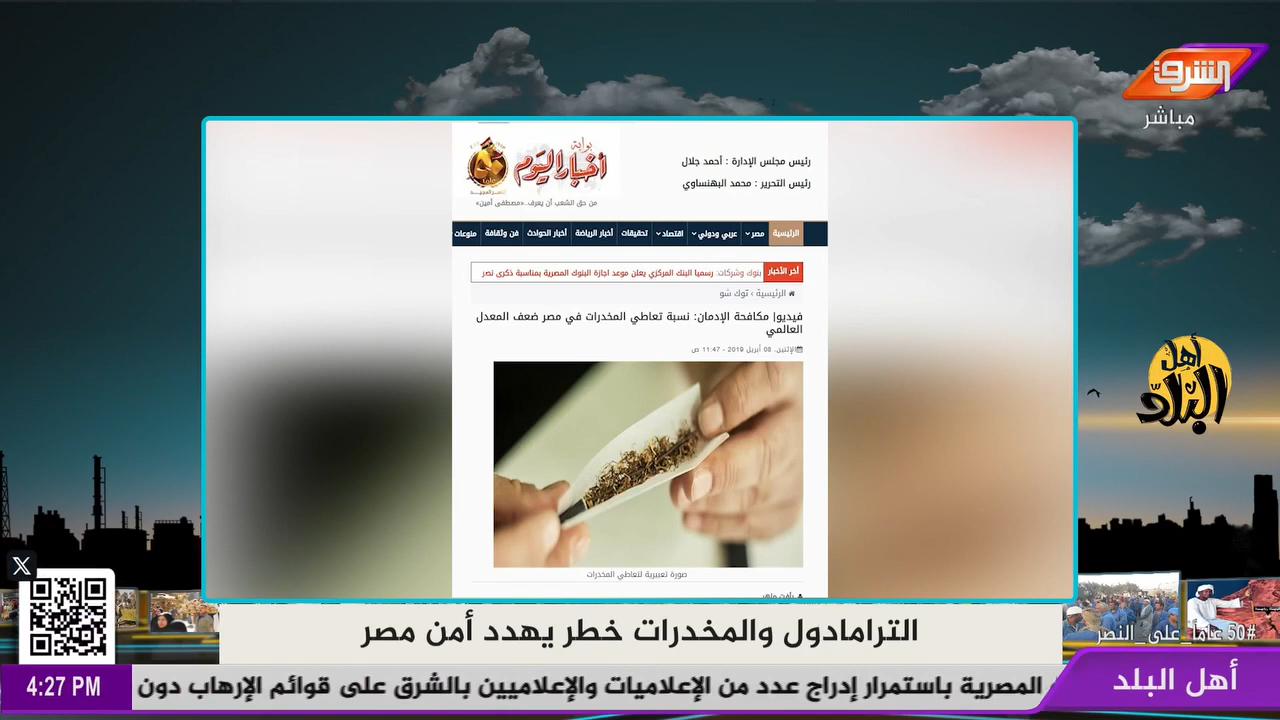 الشرق
مباشر
بوابة
أخبار اليوم
من حق الشعب أن يعرف..«مصطفى أمين»
رئيس مجلس الإدارة : أحمد جلال
رئيس التحرير : محمد البهنساوي
الرئيسية مصر عربي ودولي اقتصاد تحقيقات أخبار الرياضة أخبار الحوادث فن وثقافة منوعات
آخر الأخبار بنوك وشركات: رسميا البنك المركزي يعلن موعد اجازة البنوك المصرية بمناسبة ذكرى نصر
الرئيسية › توك شو
فيديو| مكافحة الإدمان: نسبة تعاطي المخدرات في مصر ضعف المعدل
العالمي
الإثنين، 08 أبريل 2019 - 11:47 ص
صورة تعبيرية لتعاطي المخدرات
أهل
البلد
الترامادول والمخدرات خطر يهدد أمن مصر
#50 عاماً_على_النصر
أهل البلد
المصرية باستمرار إدراج عدد من الإعلاميات والإعلاميين بالشرق على قوائم الإرهاب دون
4:27 PM